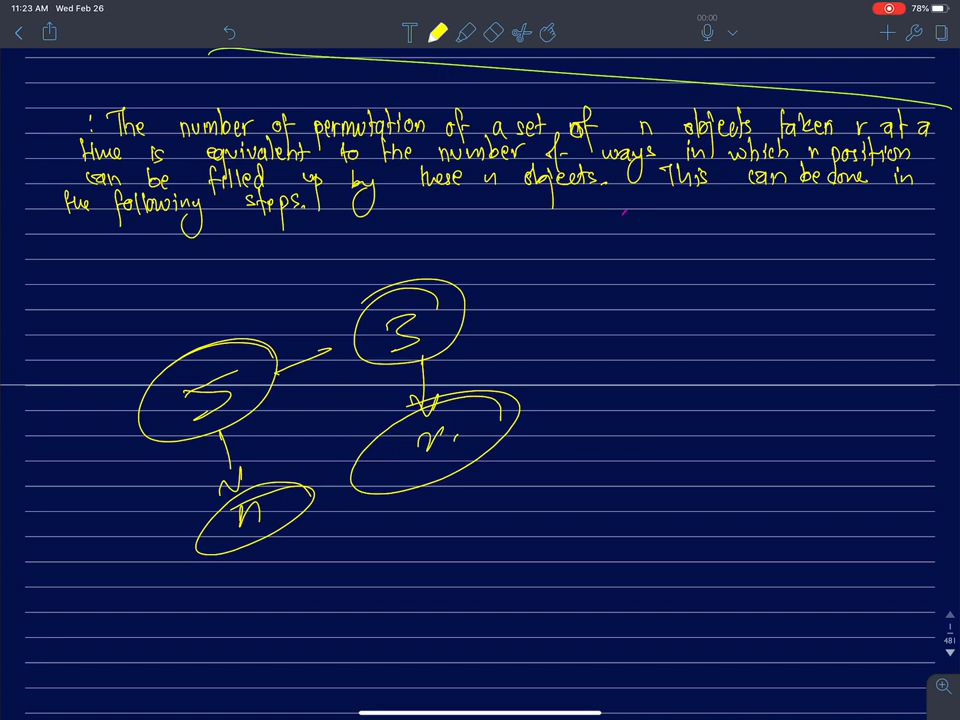 11:23 AM Wed Feb 26
78%
00:00
T
: The number of permutation of a set of n objects taken r at a
time is equivalent to the number of ways in which r position
can be filled up by these n objects. This can be done in
the following steps.
3
5
r
n
1
481